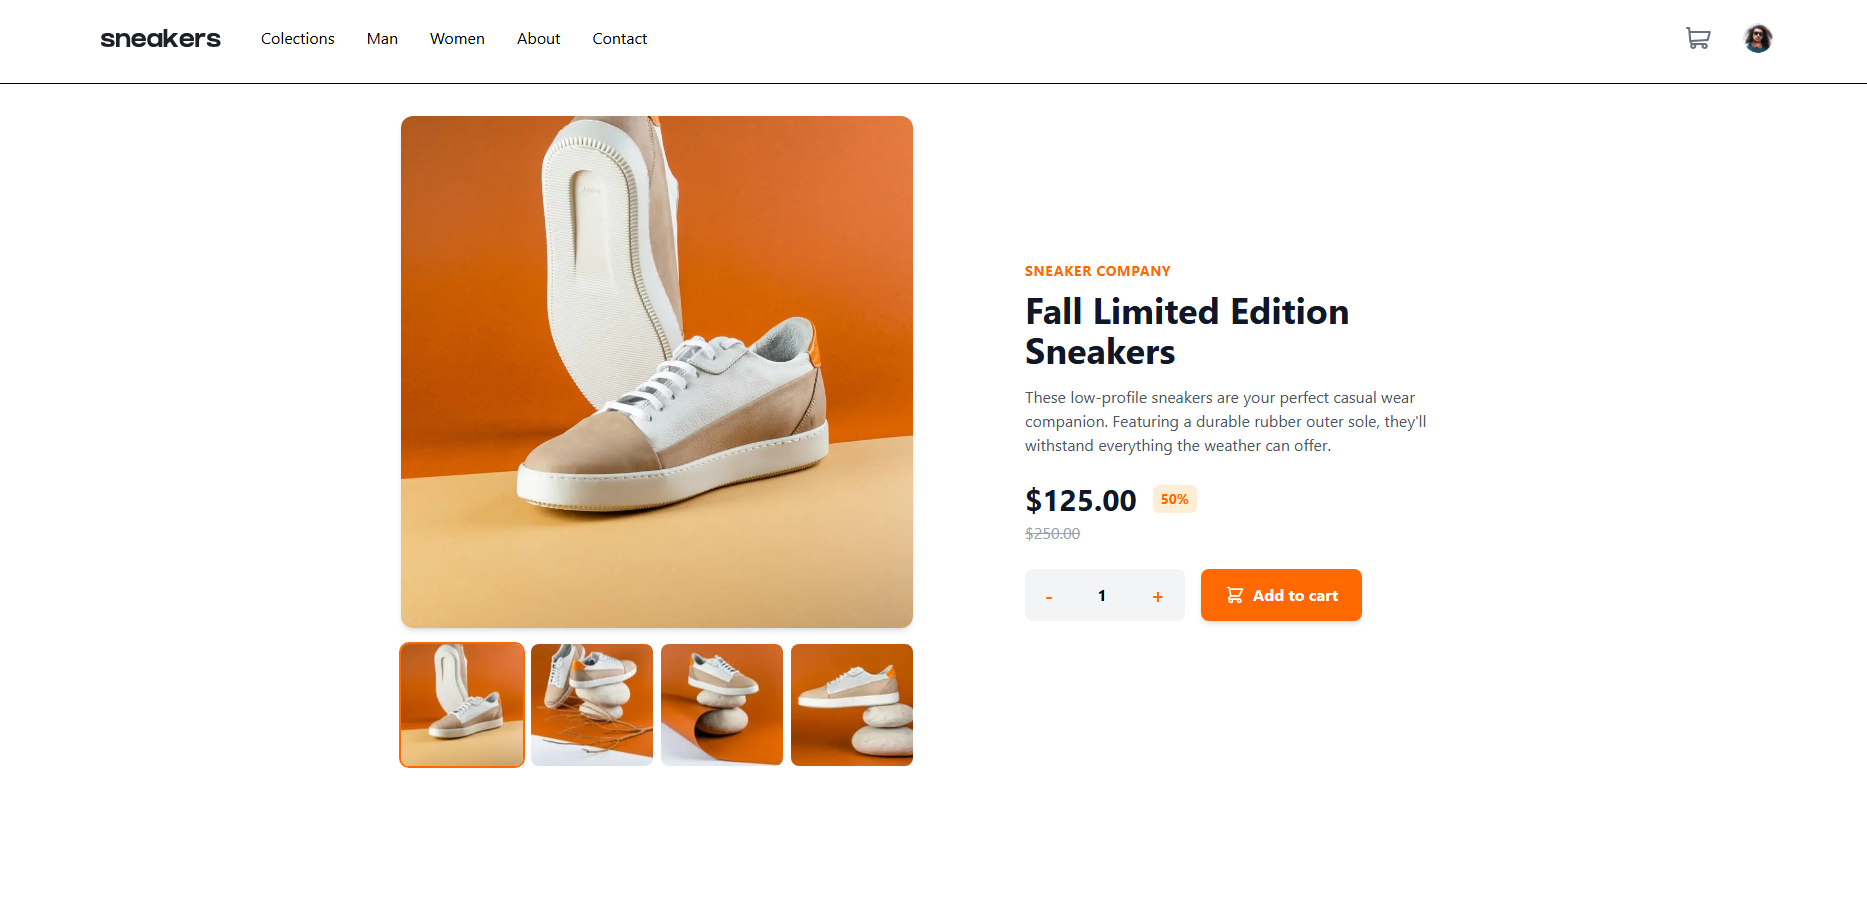 sneakers Colections Man Women About Contact
SNEAKER COMPANY
Fall Limited Edition
Sneakers
These low-profile sneakers are your perfect casual wear
companion. Featuring a durable rubber outer sole, they'll
withstand everything the weather can offer.
$125.00 50%
$250.00
- 1 + Add to cart